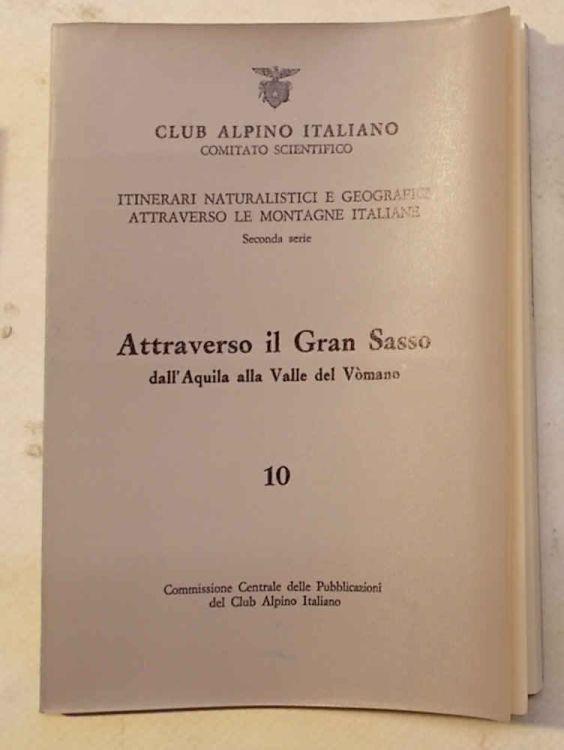 CLUB ALPINO ITALIANO
COMITATO SCIENTIFICO
ITINERARI NATURALISTICI E GEOGRAFICI
ATTRAVERSO LE MONTAGNE ITALIANE
Seconda serie
Attraverso il Gran Sasso
dall'Aquila alla Valle del Vòmano
10
Commissione Centrale delle Pubblicazioni
del Club Alpino Italiano